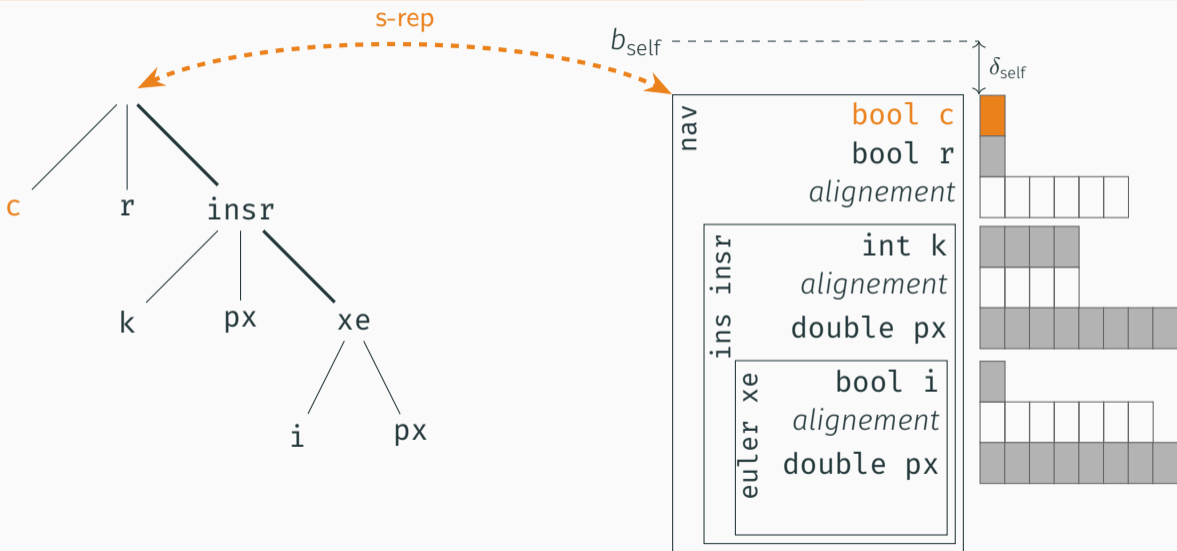 s-rep
b_self
δ_self
nav
bool c
bool r
alignement
c
r
insr
ins insr
int k
alignement
double px
k
px
xe
euler xe
bool i
alignement
double px
i
px